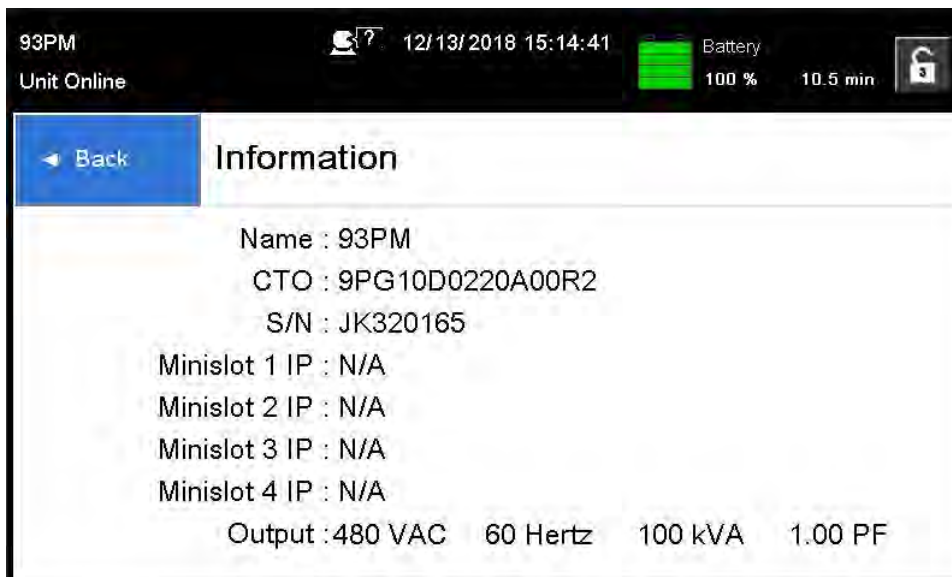 93PM
? 12/13/2018 15:14:41
Battery
Unit Online
100 % 10.5 min
3
◄ Back
Information
Name : 93PM
CTO : 9PG10D0220A00R2
S/N : JK320165
Minislot 1 IP : N/A
Minislot 2 IP : N/A
Minislot 3 IP : N/A
Minislot 4 IP : N/A
Output : 480 VAC 60 Hertz 100 kVA 1.00 PF